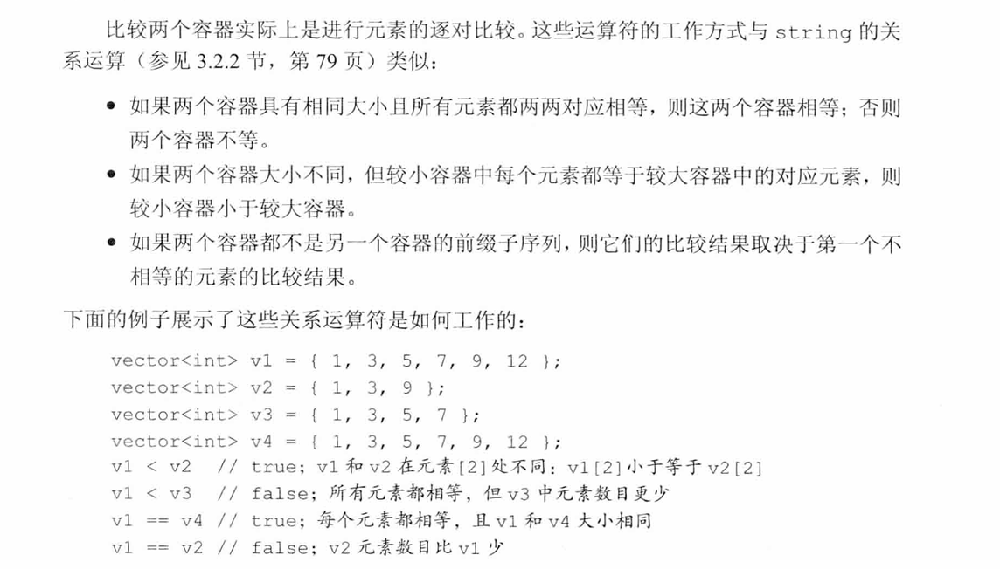 比较两个容器实际上是进行元素的逐对比较。这些运算符的工作方式与 string 的关
系运算（参见 3.2.2 节，第 79 页）类似：
• 如果两个容器具有相同大小且所有元素都两两对应相等，则这两个容器相等；否则
两个容器不等。
• 如果两个容器大小不同，但较小容器中每个元素都等于较大容器中的对应元素，则
较小容器小于较大容器。
• 如果两个容器都不是另一个容器的前缀子序列，则它们的比较结果取决于第一个不
相等的元素的比较结果。
下面的例子展示了这些关系运算符是如何工作的：
vector<int> v1 = { 1, 3, 5, 7, 9, 12 };
vector<int> v2 = { 1, 3, 9 };
vector<int> v3 = { 1, 3, 5, 7 };
vector<int> v4 = { 1, 3, 5, 7, 9, 12 };
v1 < v2 // true；v1 和 v2 在元素[2]处不同：v1[2]小于等于 v2[2]
v1 < v3 // false；所有元素都相等，但 v3 中元素数目更少
v1 == v4 // true；每个元素都相等，且 v1 和 v4 大小相同
v1 == v2 // false；v2 元素数目比 v1 少